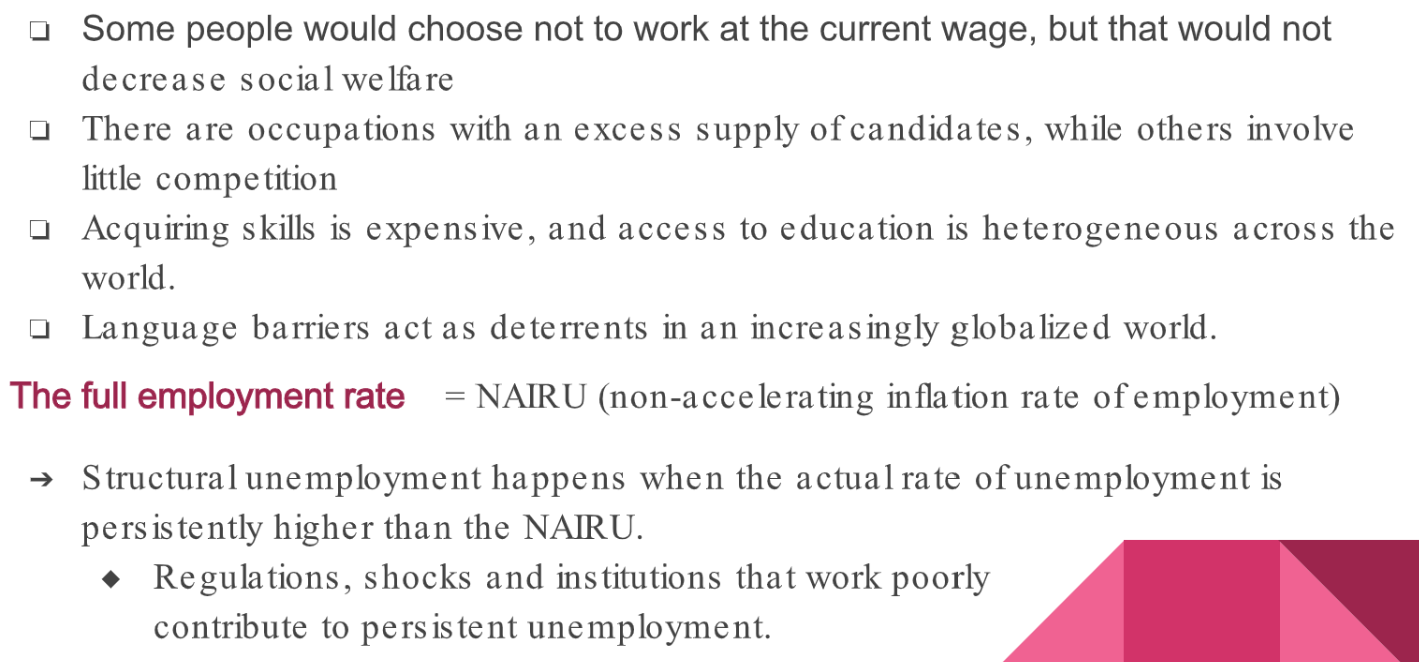 Some people would choose not to work at the current wage, but that would not
decrease social welfare
There are occupations with an excess supply of candidates, while others involve
little competition
Acquiring skills is expensive, and access to education is heterogeneous across the
world.
Language barriers act as deterrents in an increasingly globalized world.
The full employment rate = NAIRU (non-accelerating inflation rate of employment)
➔ Structural unemployment happens when the actual rate of unemployment is
persistently higher than the NAIRU.
◆ Regulations, shocks and institutions that work poorly
contribute to persistent unemployment.